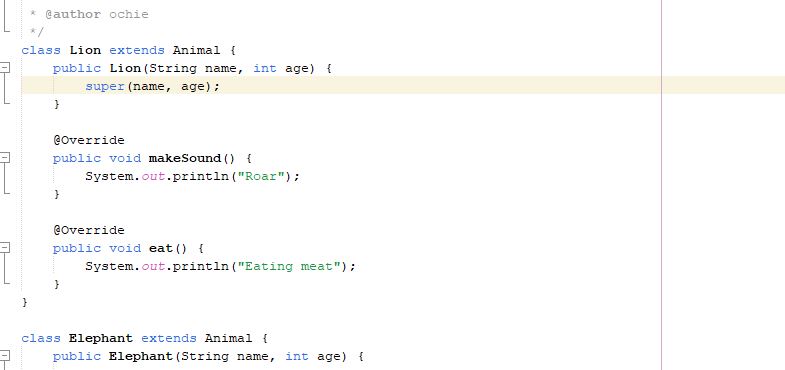 * @author ochie
*/
class Lion extends Animal {
public Lion(String name, int age) {
super(name, age);
}
@Override
public void makeSound() {
System.out.println("Roar");
}
@Override
public void eat() {
System.out.println("Eating meat");
}
}
class Elephant extends Animal {
public Elephant(String name, int age) {